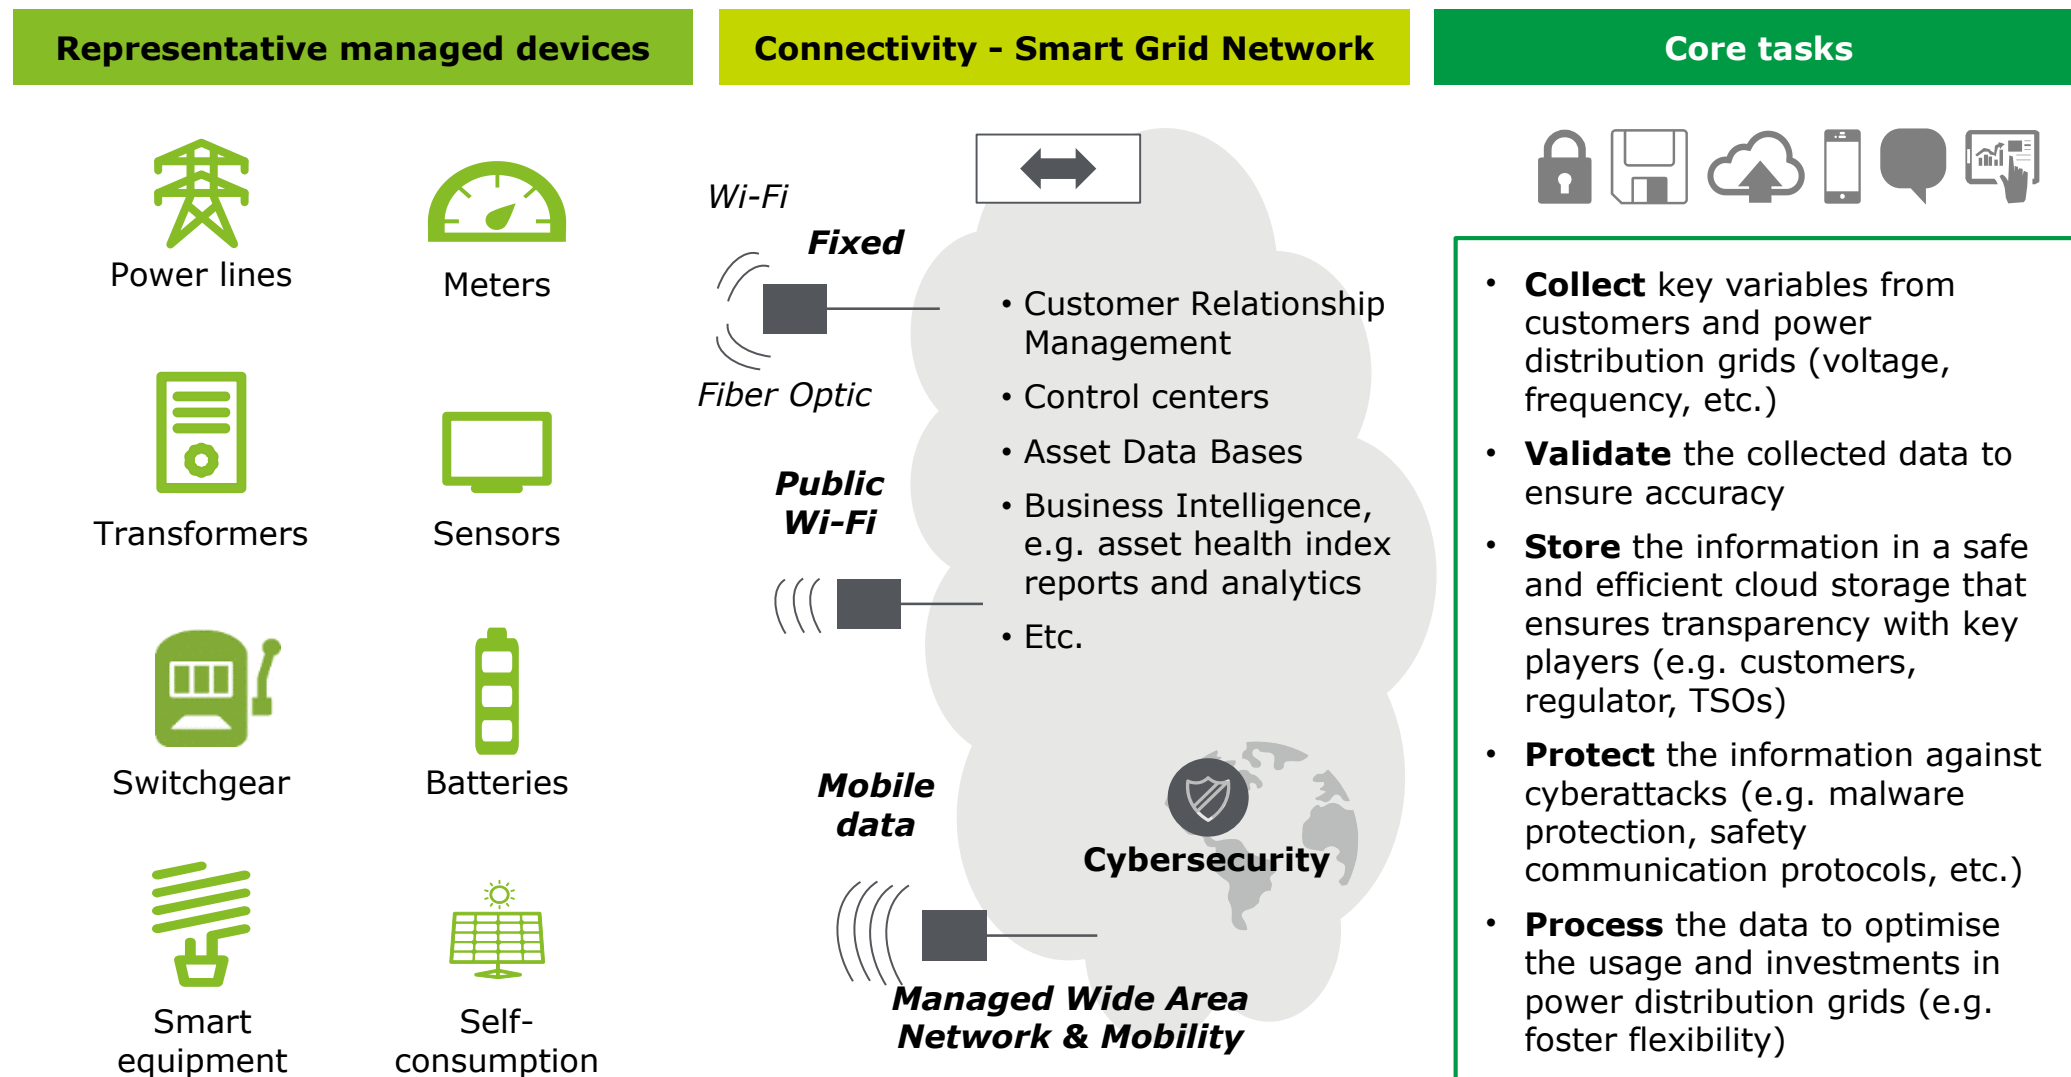 Representative managed devices
Power lines
Meters
Transformers
Sensors
Switchgear
Batteries
Smart
equipment
Self-
consumption
Connectivity - Smart Grid Network
Wi-Fi
Fixed
Fiber Optic
Public
Wi-Fi
Mobile
data
• Customer Relationship
Management
• Control centers
• Asset Data Bases
• Business Intelligence,
e.g. asset health index
reports and analytics
• Etc.
Cybersecurity
Managed Wide Area
Network & Mobility
Core tasks
• Collect key variables from
customers and power
distribution grids (voltage,
frequency, etc.)
• Validate the collected data to
ensure accuracy
• Store the information in a safe
and efficient cloud storage that
ensures transparency with key
players (e.g. customers,
regulator, TSOs)
• Protect the information against
cyberattacks (e.g. malware
protection, safety
communication protocols, etc.)
• Process the data to optimise
the usage and investments in
power distribution grids (e.g.
foster flexibility)